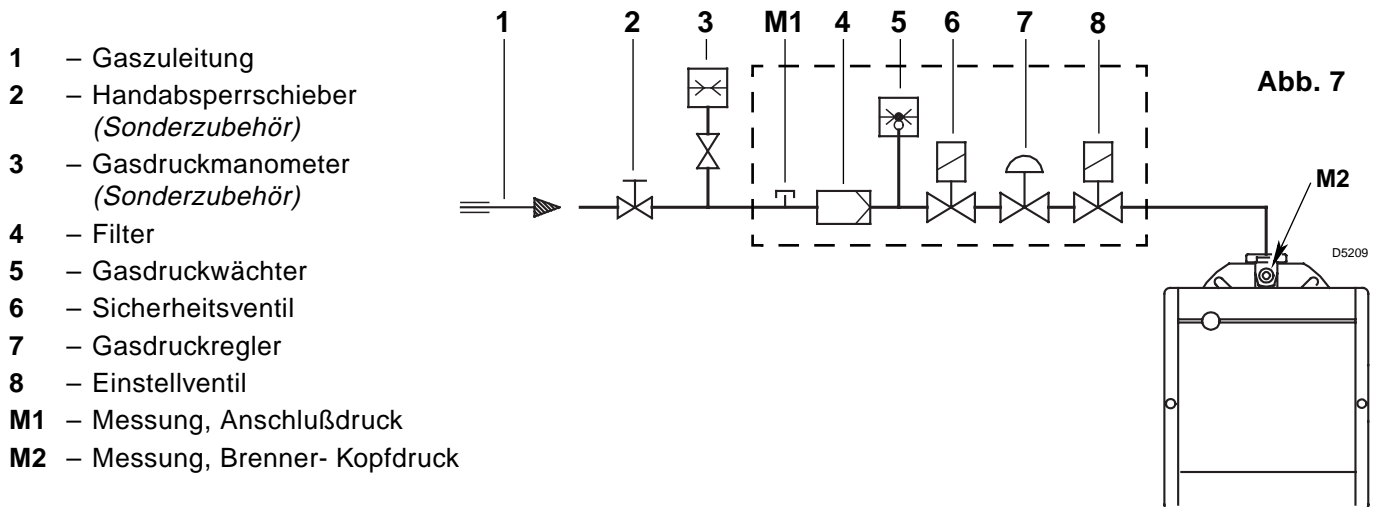 1 2 3 M1 4 5 6 7 8
Abb. 7
1 – Gaszuleitung
2 – Handabsperrschieber
(Sonderzubehör)
3 – Gasdruckmanometer
(Sonderzubehör)
4 – Filter
5 – Gasdruckwächter
6 – Sicherheitsventil
7 – Gasdruckregler
8 – Einstellventil
M1 – Messung, Anschlußdruck
M2 – Messung, Brenner- Kopfdruck
M2
D5209